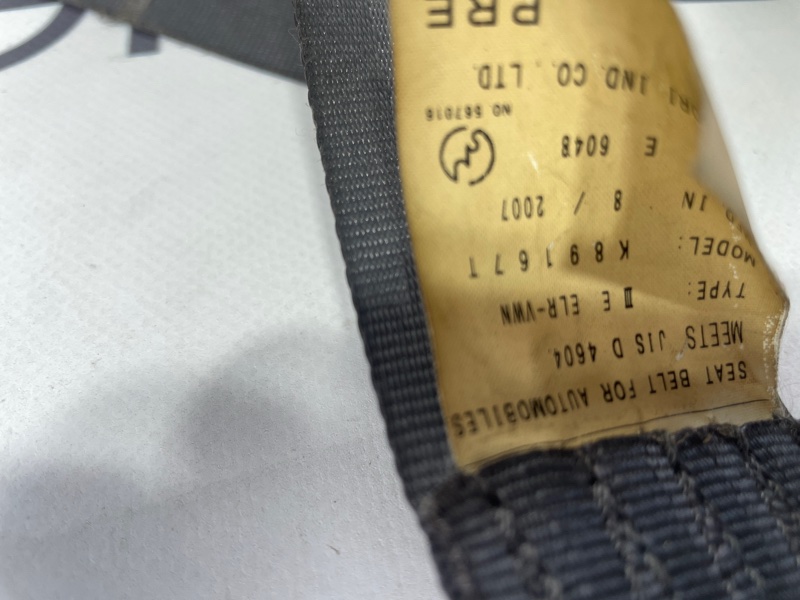 SEAT BELT FOR AUTOMOBILES
MEETS JIS D 4604
TYPE: Ⅲ E ELR-VWN
MODEL: K89167T
IN 8 / 2007
E 6048
NO 567016
IND. CO. LTD.
PRE